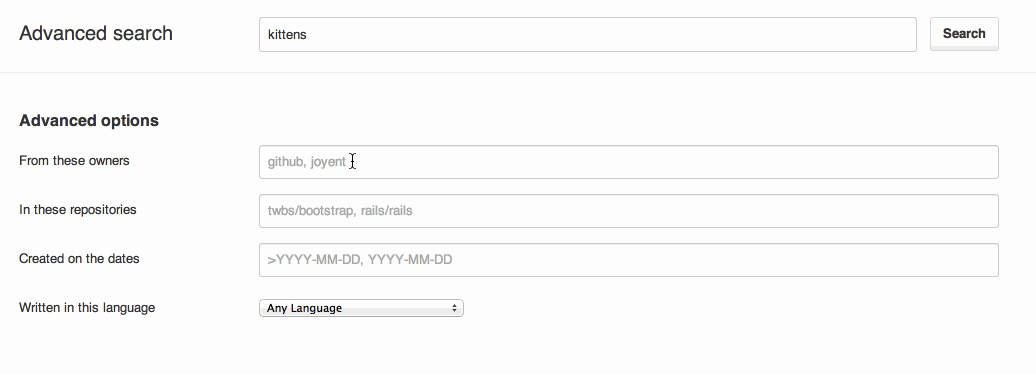 Advanced search kittens Search
Advanced options
From these owners github, joyent
In these repositories twbs/bootstrap, rails/rails
Created on the dates >YYYY-MM-DD, YYYY-MM-DD
Written in this language Any Language